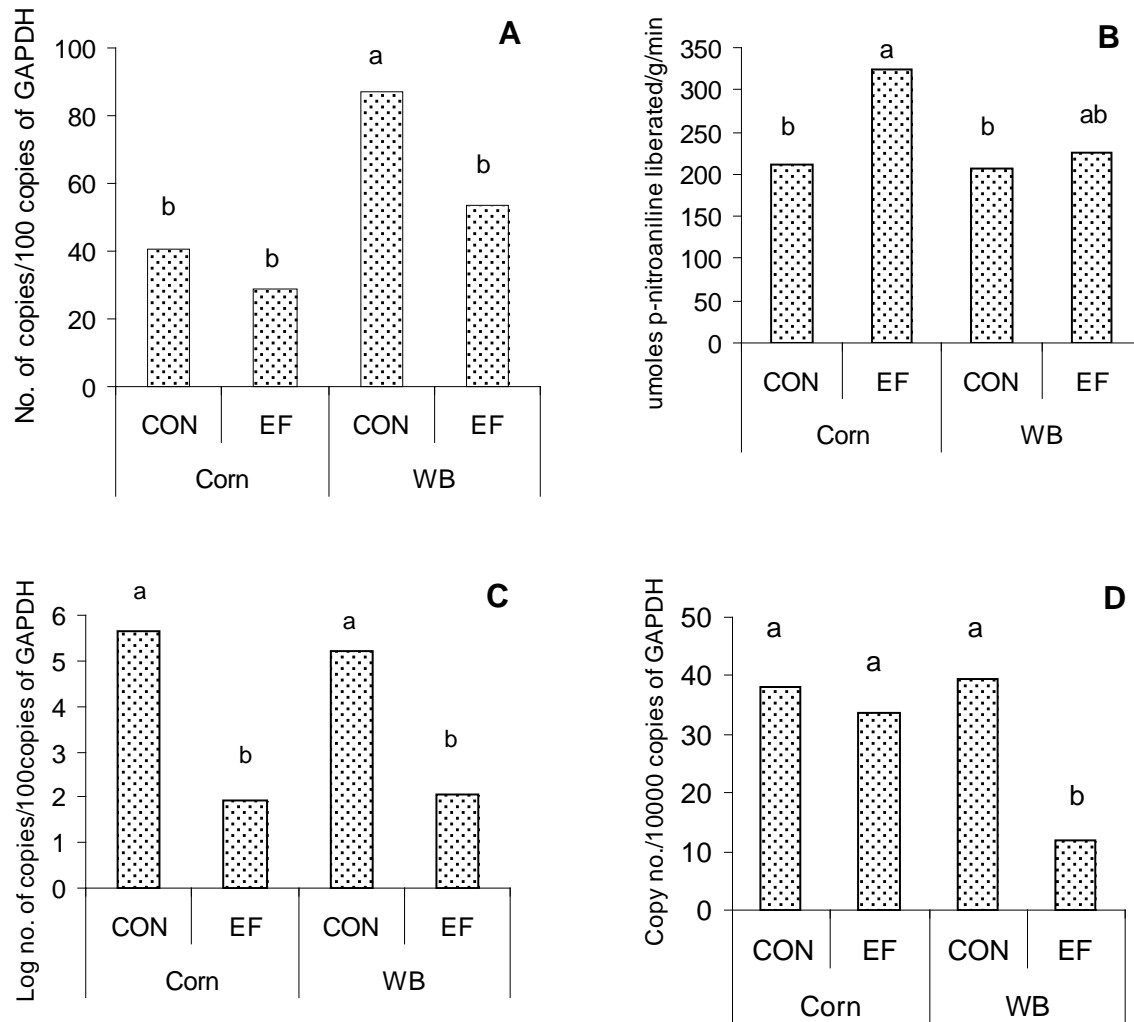 A
No. of copies/100 copies of GAPDH
100
80
60
40
20
0
b
b
a
b
CON EF CON EF
Corn WB
B
umoles p-nitroaniline liberated/g/min
350
300
250
200
150
100
50
0
b
a
b
ab
CON EF CON EF
Corn WB
C
Log no. of copies/100copies of GAPDH
6
5
4
3
2
1
0
a
b
a
b
CON EF CON EF
Corn WB
D
Copy no./10000 copies of GAPDH
50
40
30
20
10
0
a
a
a
b
CON EF CON EF
Corn WB